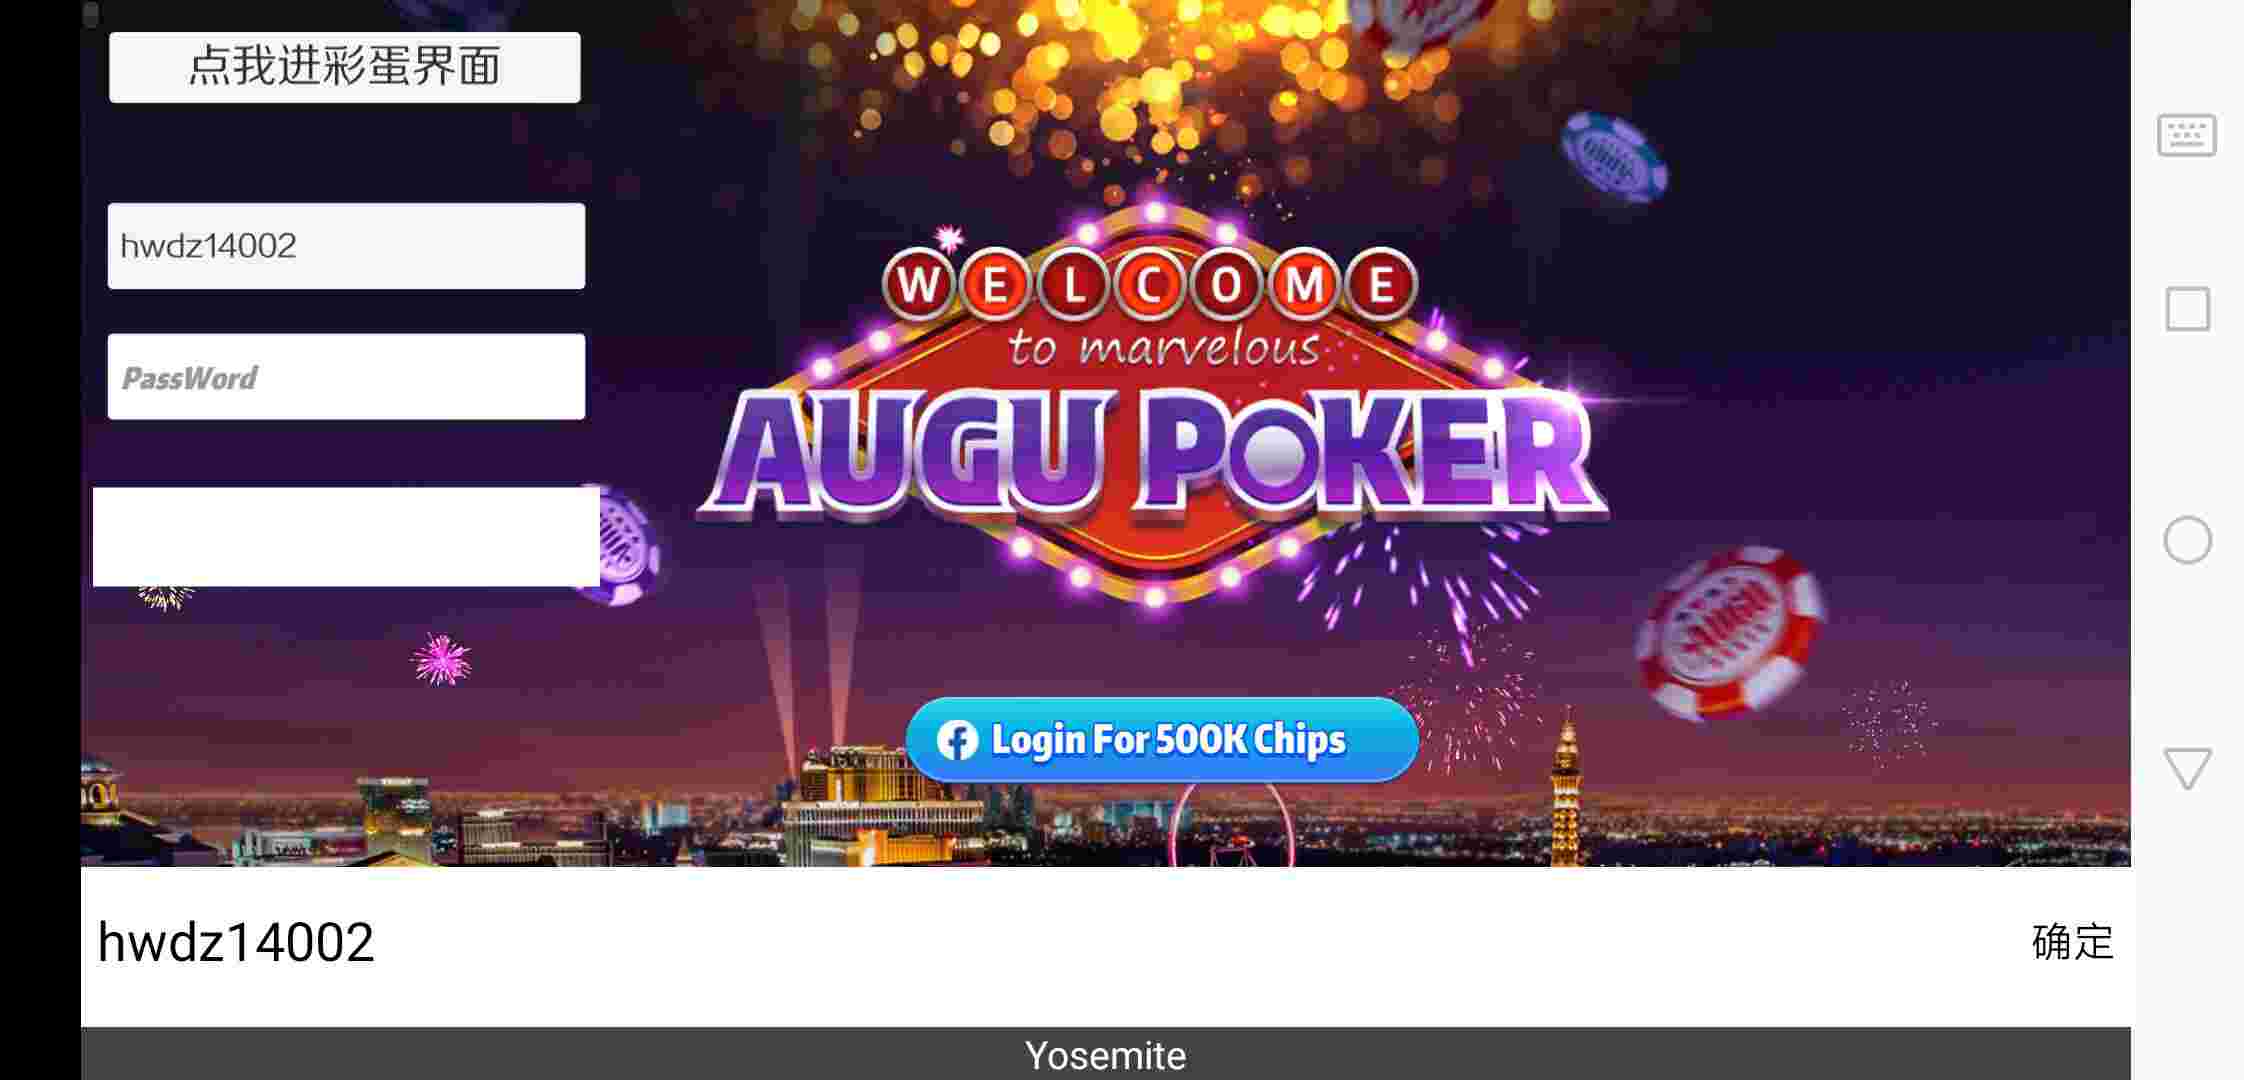 点我进彩蛋界面
hwdz14002
PassWord
WELCOME
to marvelous
AUGU POKER
Login For 500K Chips
hwdz14002
确定
Yosemite